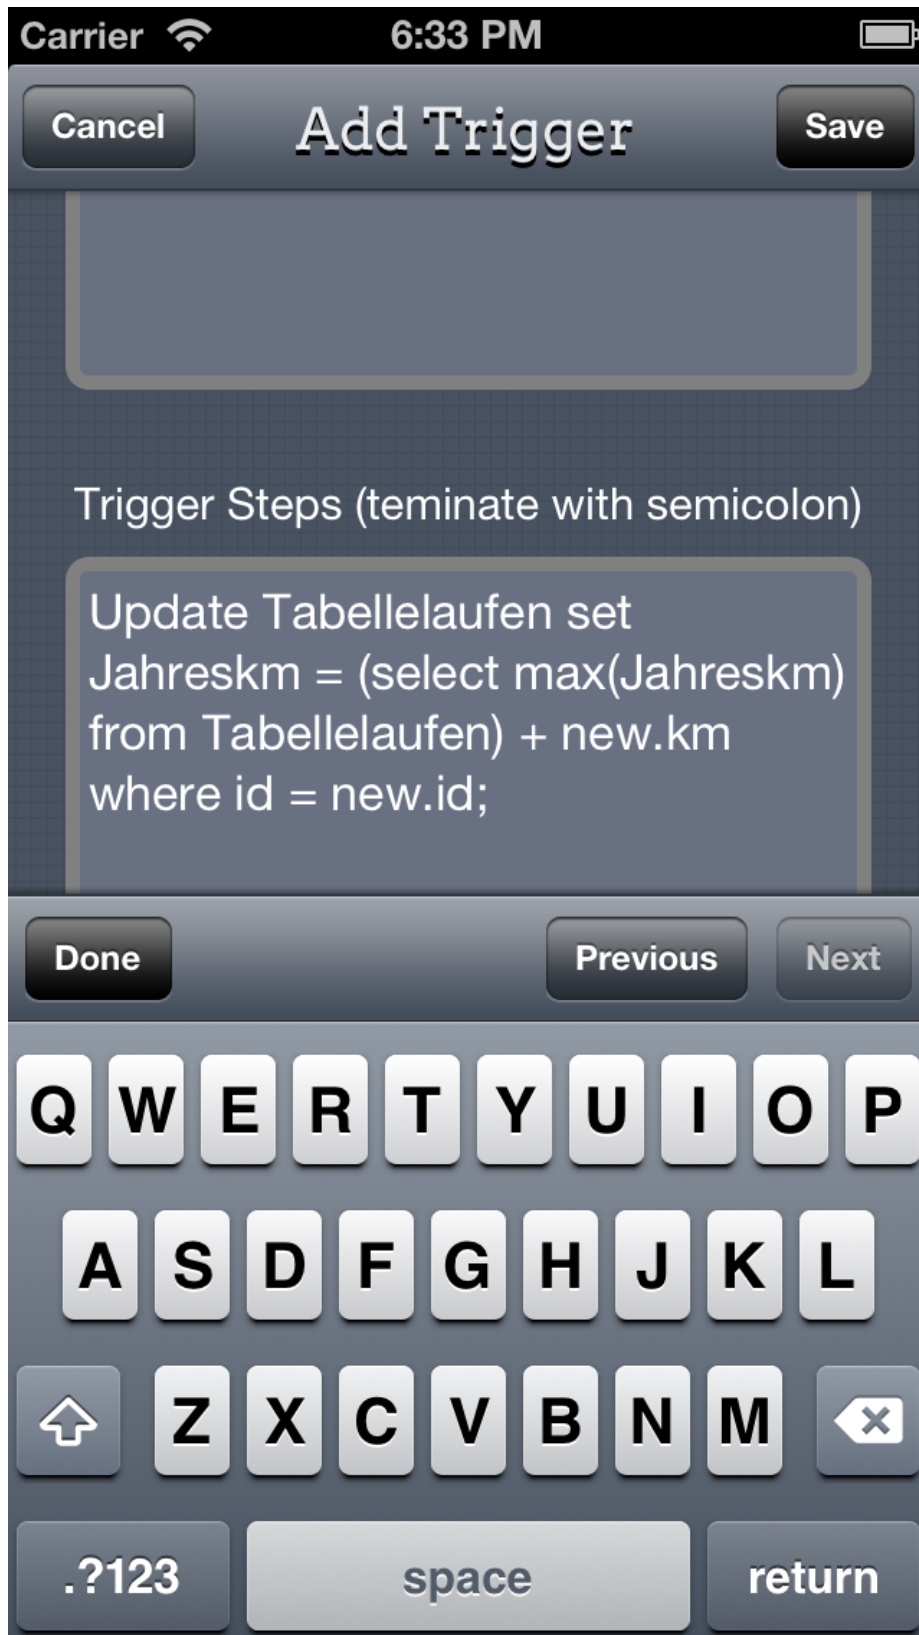 Carrier 6:33 PM
Cancel Add Trigger Save
Trigger Steps (teminate with semicolon)
Update Tabellelaufen set
Jahreskm = (select max(Jahreskm)
from Tabellelaufen) + new.km
where id = new.id;
Done Previous Next
Q W E R T Y U I O P
A S D F G H J K L
Z X C V B N M
.?123 space return